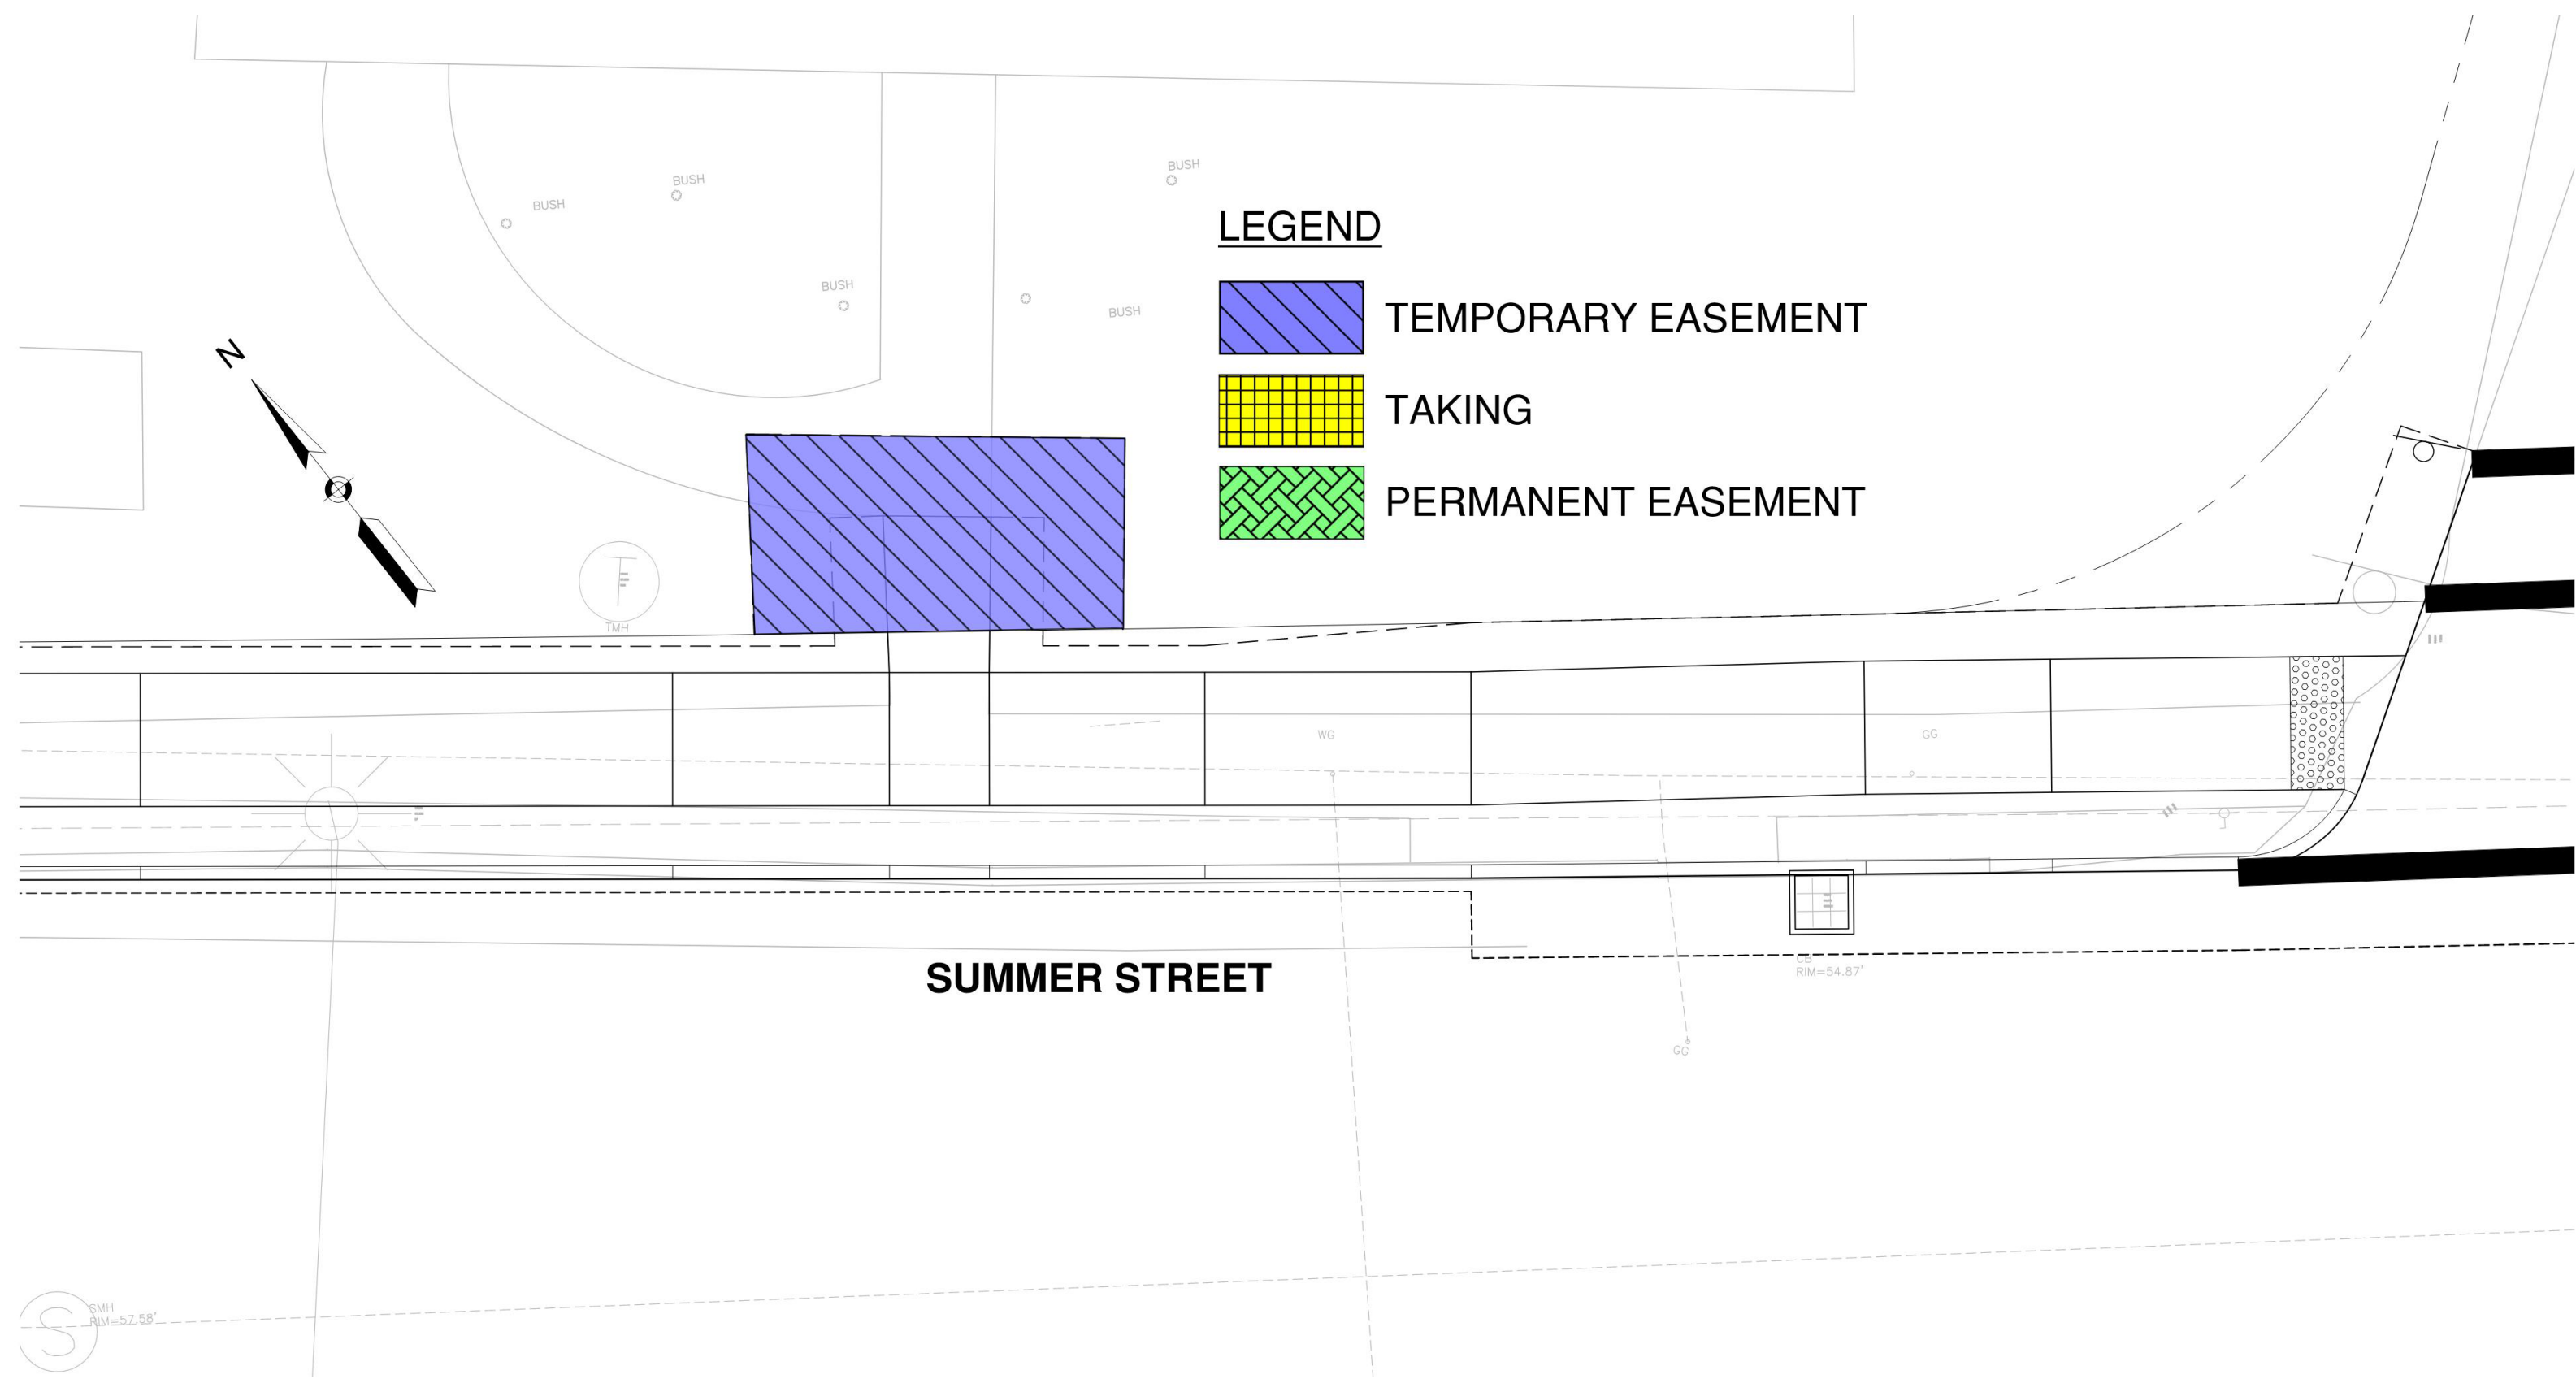 BUSH
BUSH
BUSH
BUSH
BUSH
LEGEND
TEMPORARY EASEMENT
TAKING
PERMANENT EASEMENT
N
TMH
WG
GG
SUMMER STREET
CB
RIM=54.87'
GG
SMH
RIM=57.58'
S